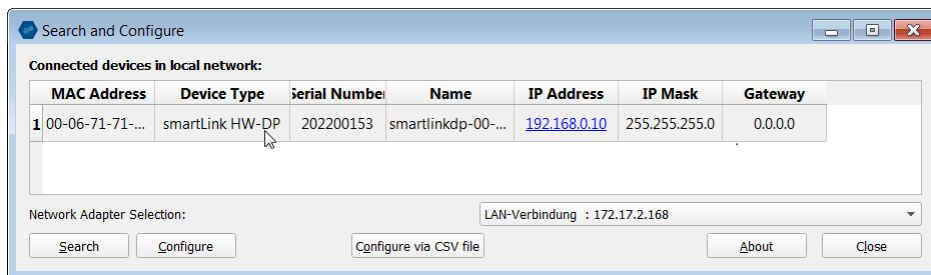 Search and Configure
Connected devices in local network:
MAC Address Device Type Serial Number Name IP Address IP Mask Gateway
1 00-06-71-71-... smartLink HW-DP 202200153 smartlinkdp-00-... 192.168.0.10 255.255.255.0 0.0.0.0
Network Adapter Selection: LAN-Verbindung : 172.17.2.168
Search Configure Configure via CSV file About Close